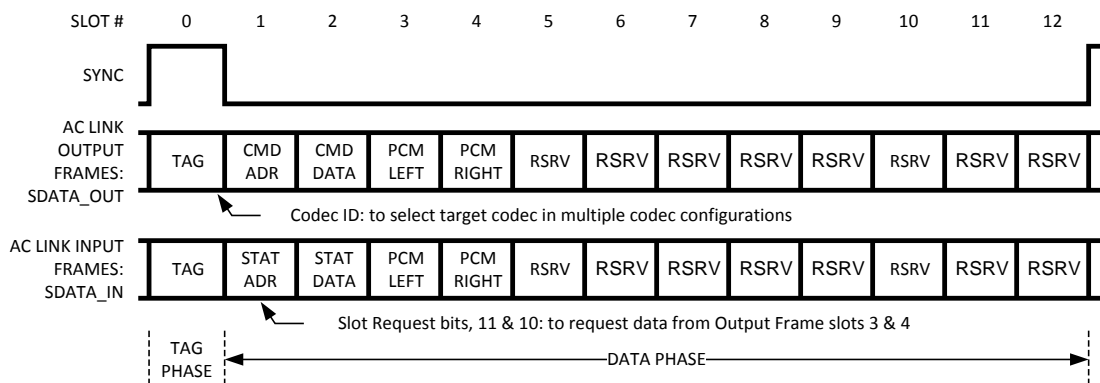 SLOT # 0 1 2 3 4 5 6 7 8 9 10 11 12
SYNC
AC LINK
OUTPUT
FRAMES:
SDATA_OUT
TAG CMD ADR CMD DATA PCM LEFT PCM RIGHT RSRV RSRV RSRV RSRV RSRV RSRV RSRV RSRV
Codec ID: to select target codec in multiple codec configurations
AC LINK INPUT
FRAMES:
SDATA_IN
TAG STAT ADR STAT DATA PCM LEFT PCM RIGHT RSRV RSRV RSRV RSRV RSRV RSRV RSRV RSRV
Slot Request bits, 11 & 10: to request data from Output Frame slots 3 & 4
TAG
PHASE
DATA PHASE